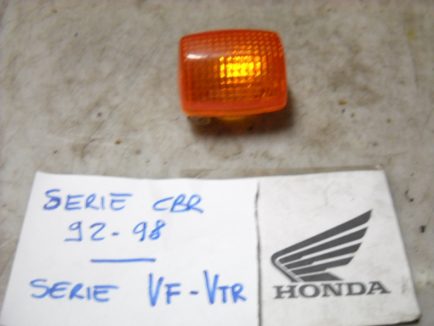 SERIE CBR
92-98
SERIE VF-VTR
HONDA